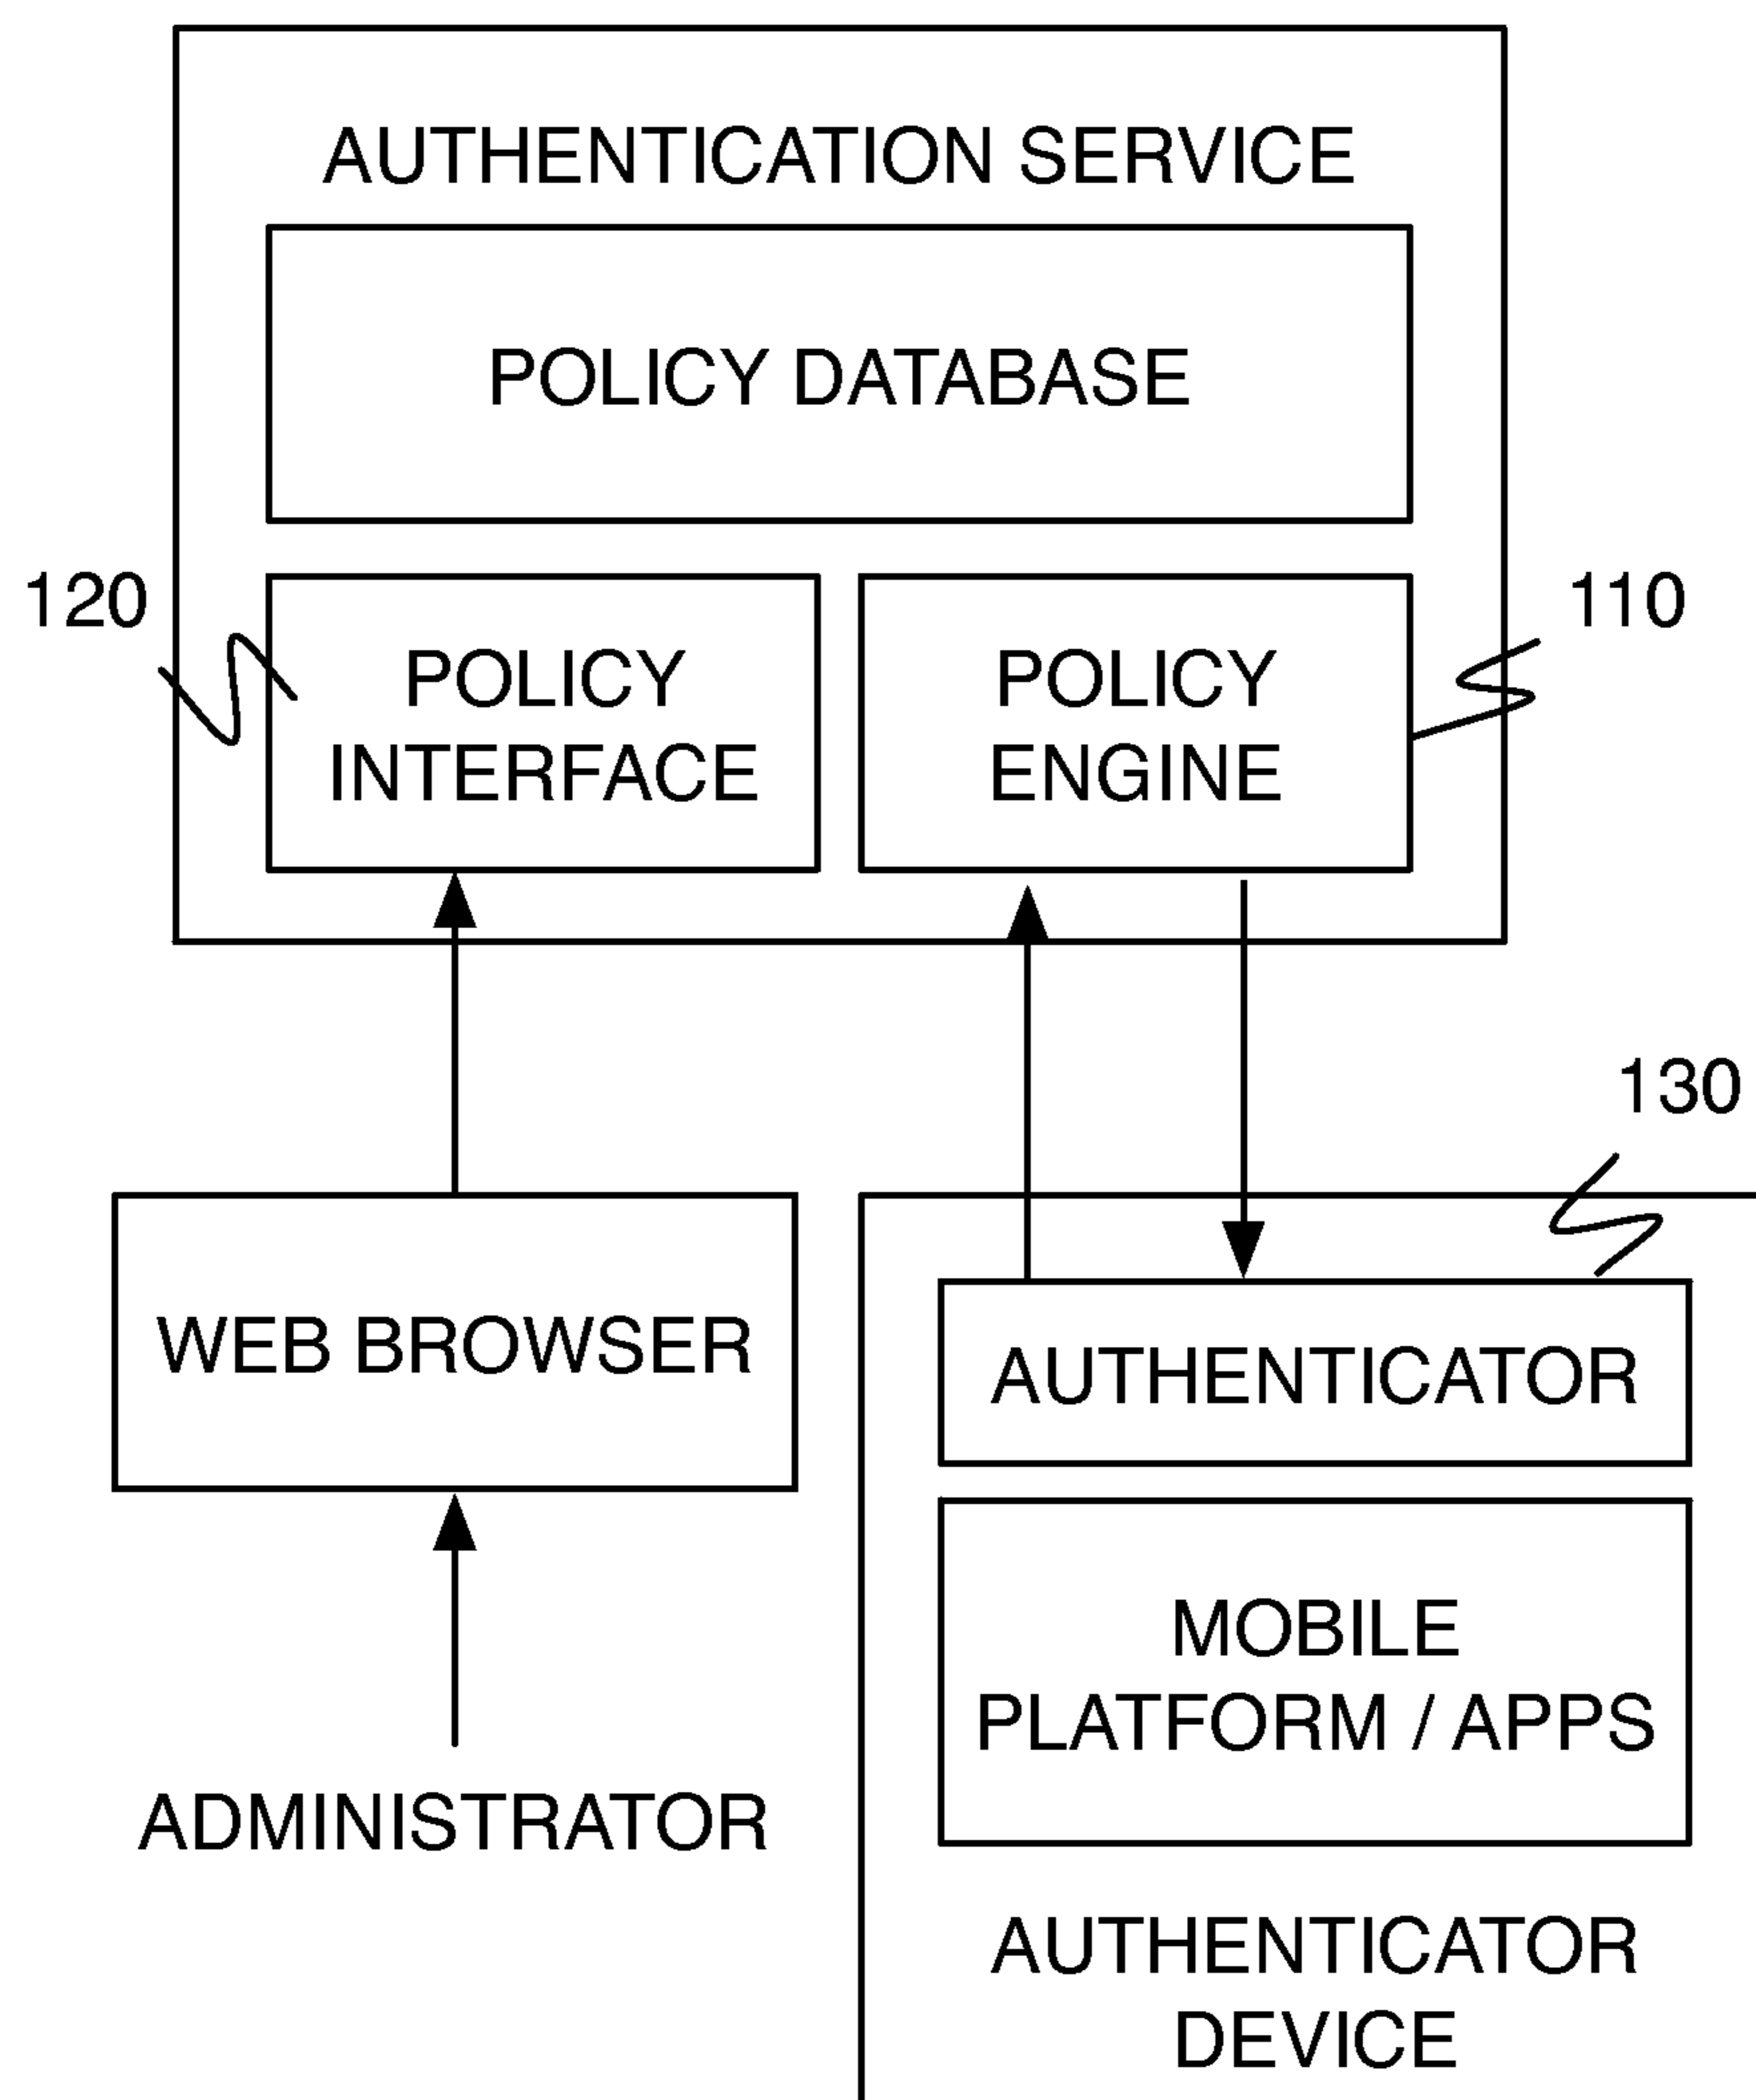 AUTHENTICATION SERVICE
POLICY DATABASE
120
110
POLICY
INTERFACE
POLICY
ENGINE
130
WEB BROWSER
AUTHENTICATOR
MOBILE
PLATFORM / APPS
ADMINISTRATOR
AUTHENTICATOR
DEVICE